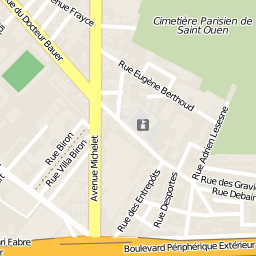 Cimetière Parisien de
Saint Ouen
Avenue Frayce
Rue du Docteur Bauer
Rue Eugène Berthoud
Rue Adrien Lesesne
Rue Biron
Rue Villa Biron
Avenue Michelet
Rue des Entrepôts
Rue Desportes
Rue des Gravi
Rue Debain
ri Fabre
Rue
Boulevard Périphérique Extérieur